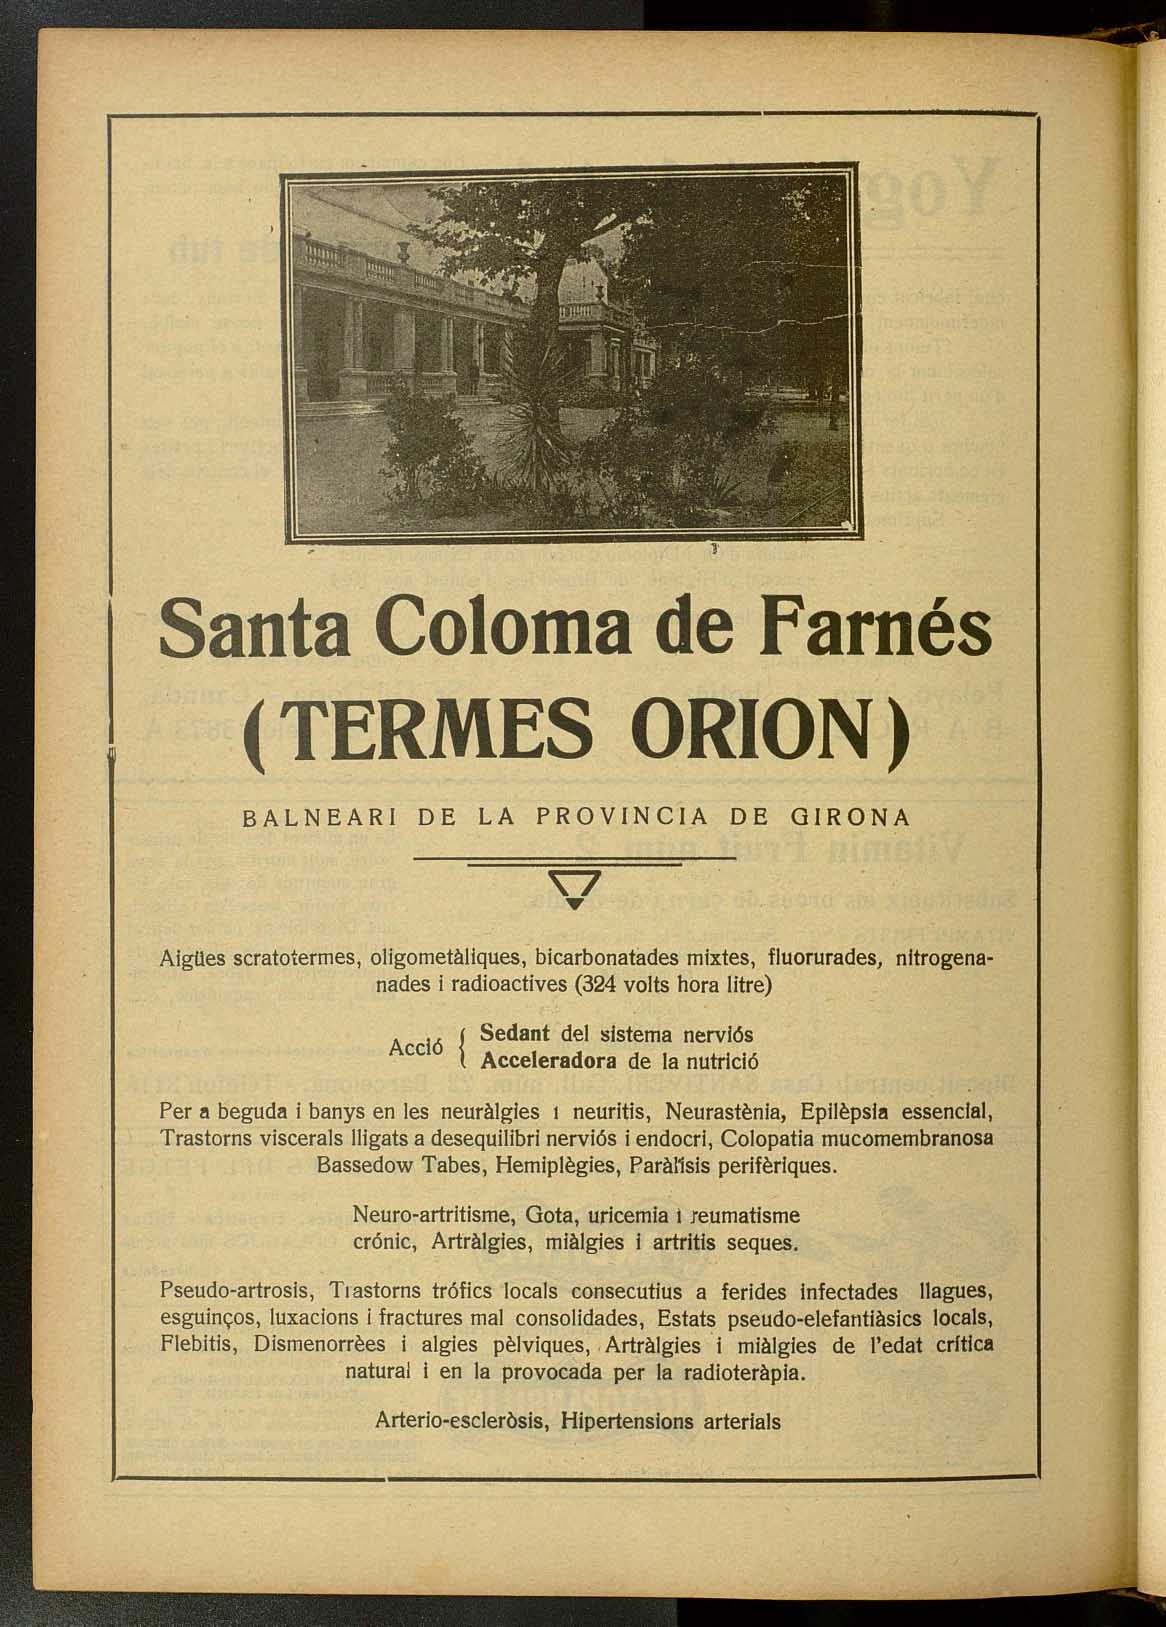 Santa Coloma de Farnés
(TERMES ORION)
BALNEARI DE LA PROVINCIA DE GIRONA
Aigües scratotermes, oligometàliques, bicarbonatades mixtes, fluorurades, nitrogena-
nades i radioactives (324 volts hora litre)
Acció { Sedant del sistema nerviós
Acceleradora de la nutrició
Per a beguda i banys en les neuràlgies i neuritis, Neurastènia, Epilèpsia essencial,
Trastorns viscerals lligats a desequilibri nerviós i endocri, Colopatia mucomembranosa
Bassedow Tabes, Hemiplègies, Paràlisis perifèriques.
Neuro-artritisme, Gota, uricemia i reumatisme
crónic, Artràlgies, miàlgies i artritis seques.
Pseudo-artrosis, Trastorns trófics locals consecutius a ferides infectades llagues,
esguinços, luxacions i fractures mal consolidades, Estats pseudo-elefantiàsics locals,
Flebitis, Dismenorrèes i algies pèlviques, Artràlgies i miàlgies de l'edat crítica
natural i en la provocada per la radioteràpia.
Arterio-escleròsis, Hipertensions arterials